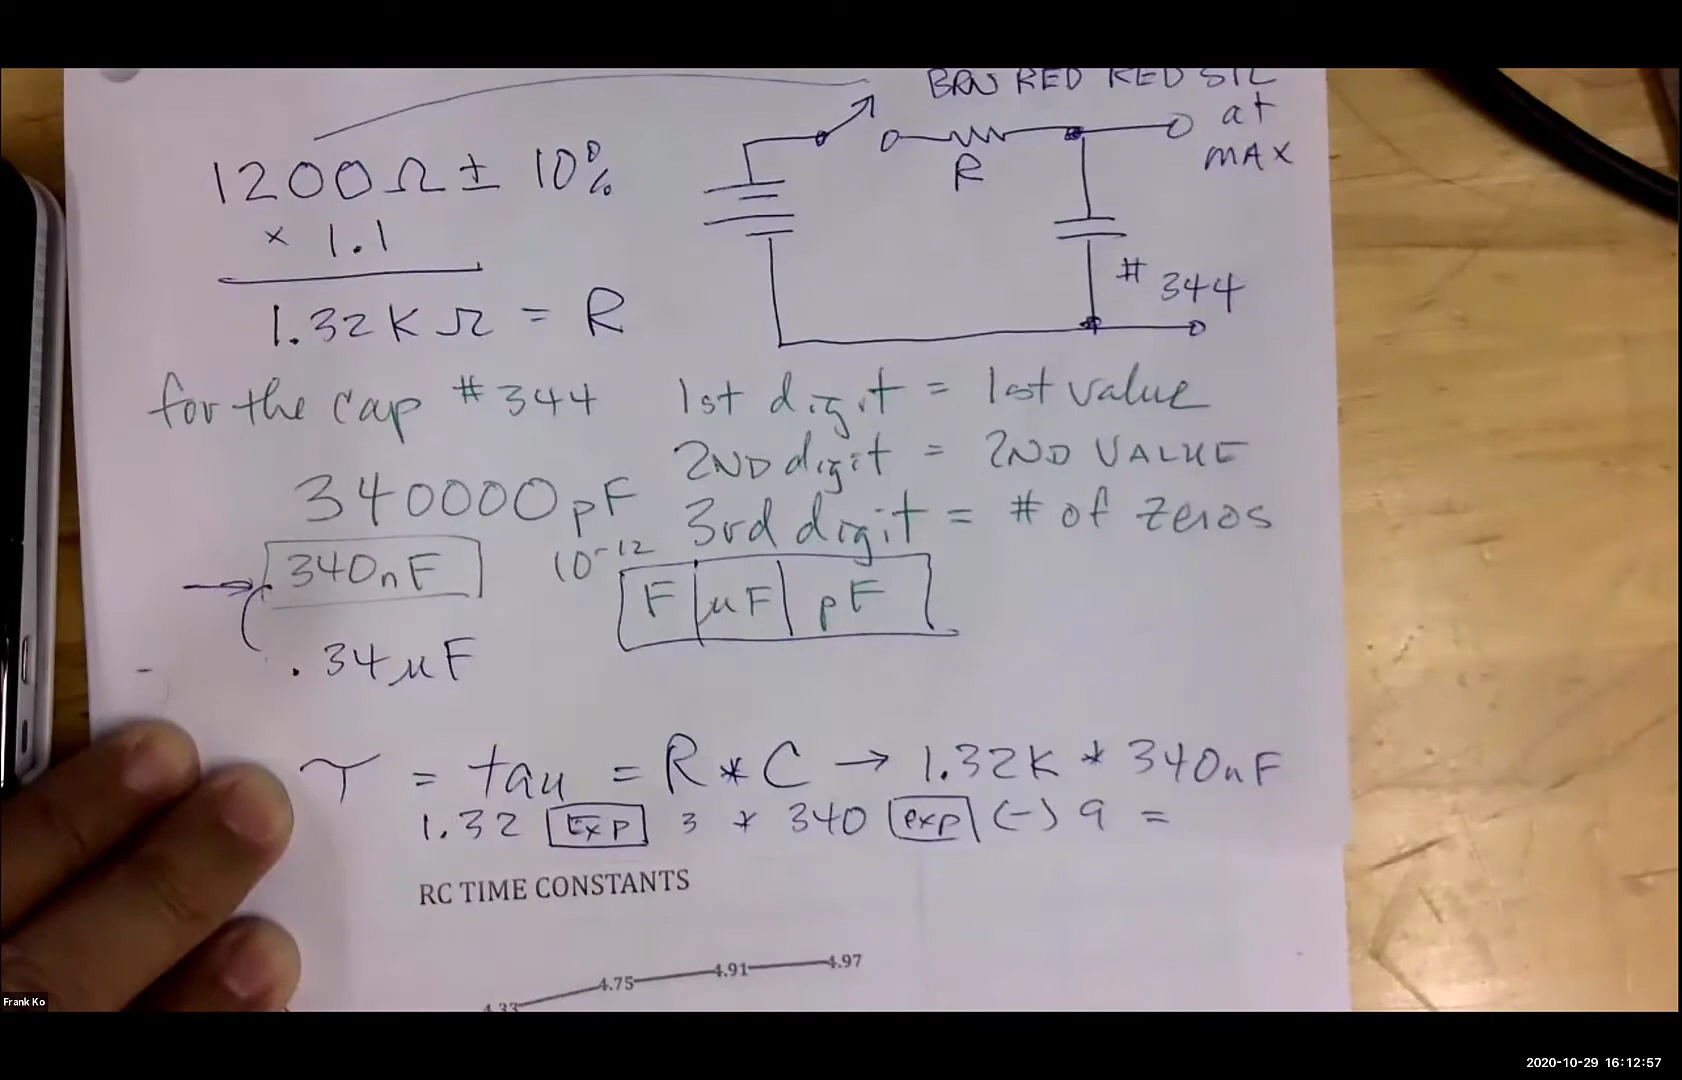 BRN RED RED SIL
at
MAX
1200Ω ± 10%
× 1.1
1.32KΩ = R
R
# 344
for the cap # 344
1st digit = 1st value
2ND digit = 2ND VALUE
3rd digit = # of zeros
340000pF
10⁻¹²
340nF
F | μF | pF
.34μF
τ = tau = R * C → 1.32K * 340nF
1.32 Exp 3 * 340 exp (-) 9 =
RC TIME CONSTANTS
4.33 4.75 4.91 4.97
Frank Ko
2020-10-29 16:12:57